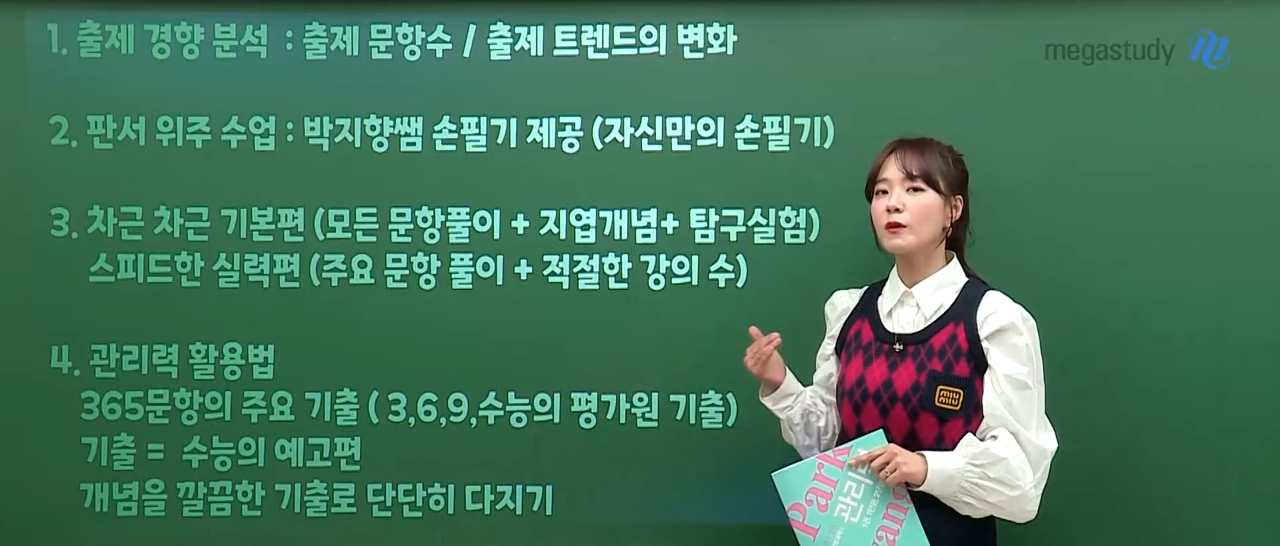 1. 출제 경향 분석 : 출제 문항수 / 출제 트렌드의 변화
megastudy
2. 판서 위주 수업 : 박지향쌤 손필기 제공 (자신만의 손필기)
3. 차근 차근 기본편 (모든 문항풀이 + 지엽개념+ 탐구실험)
스피드한 실력편 (주요 문항 풀이 + 적절한 강의 수)
4. 관리력 활용법
365문항의 주요 기출 ( 3,6,9,수능의 평가원 기출)
기출 = 수능의 예고편
개념을 깔끔한 기출로 단단히 다지기
miu
miu
Park
관리